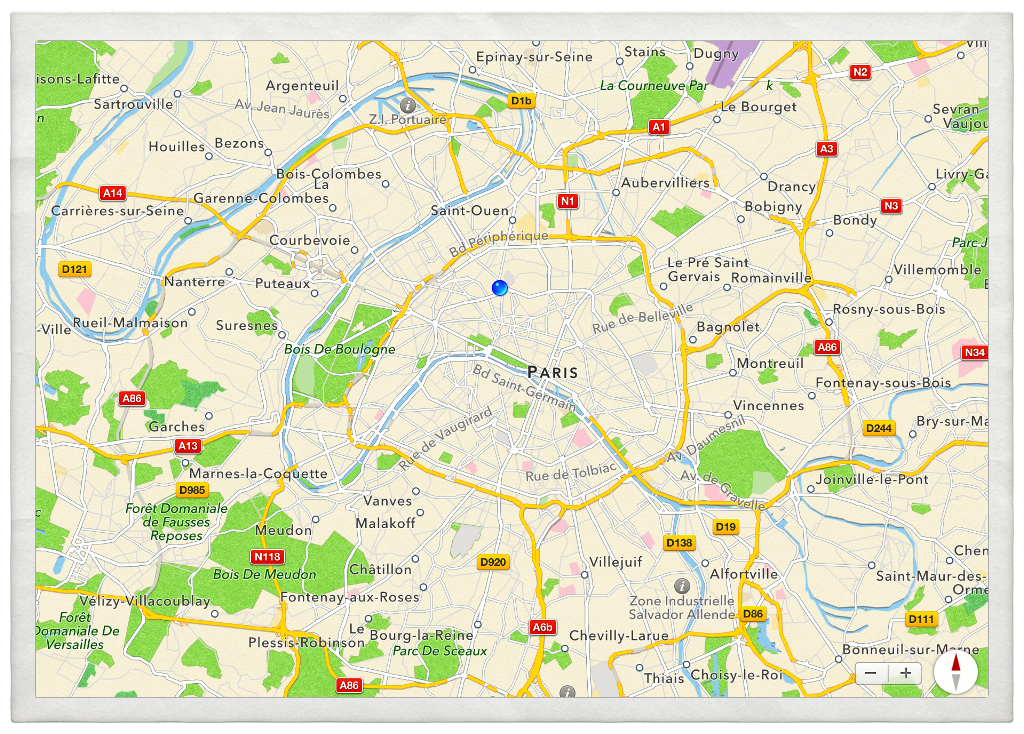 Epinay-sur-Seine
Stains
Dugny
Vil
isons-Lafitte
Argenteuil
La Courneuve Par
k
N2
Sartrouville
Av. Jean Jaurès
D1b
Le Bourget
Sevran
Vaujou
n
Z.I. Portuaire
A1
Houilles
Bezons
A3
Bois-Colombes
La
Garenne-Colombes
Aubervilliers
Drancy
Livry-Ga
A14
N1
N3
Carrières-sur-Seine
Saint-Ouen
Bobigny
Bondy
Courbevoie
Bd Périphérique
Parc J
D121
Le Pré Saint
Gervais
Romainville
Villemomble
Nanterre
Puteaux
E
-Ville
Rueil-Malmaison
Suresnes
Rue de Belleville
Bagnolet
Rosny-sous-Bois
Bois De Boulogne
A86
N34
PARIS
Montreuil
Bd Saint-Germain
Fontenay-sous-Bois
A86
Vincennes
Garches
Rue de Vaugirard
Av. Daumesnil
D244
Bry-sur-Ma
A13
Marnes-la-Coquette
Rue de Tolbiac
Av. de Gravelle
Joinville-le-Pont
D985
Forêt Domaniale
de Fausses
Reposes
Vanves
Meudon
Malakoff
D19
D138
N118
Bois De Meudon
Châtillon
D920
Villejuif
Alfortville
Chen
Saint-Maur-des-
Orme
Vélizy-Villacoublay
Fontenay-aux-Roses
Zone Industrielle
Salvador Allende
D86
D111
Forêt
Domaniale De
Versailles
Plessis-Robinson
Le
Bourg-la-Reine
A6b
Chevilly-Larue
Parc De Sceaux
Bonneuil-sur-Marne
A86
Thiais
Choisy-le-Roi